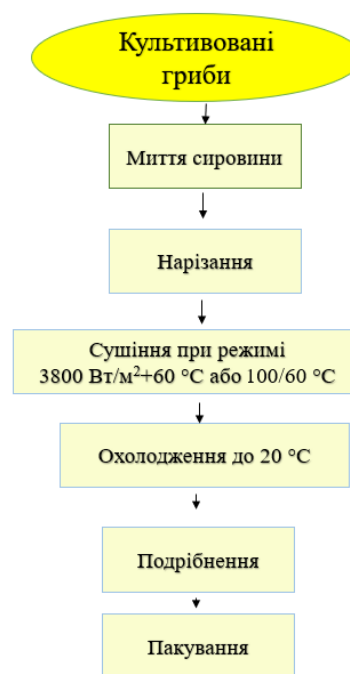 Культивовані
гриби
Миття сировини
Нарізання
Сушіння при режимі
3800 Вт/м²+60 °C або 100/60 °C
Охолодження до 20 °C
Подрібнення
Пакування